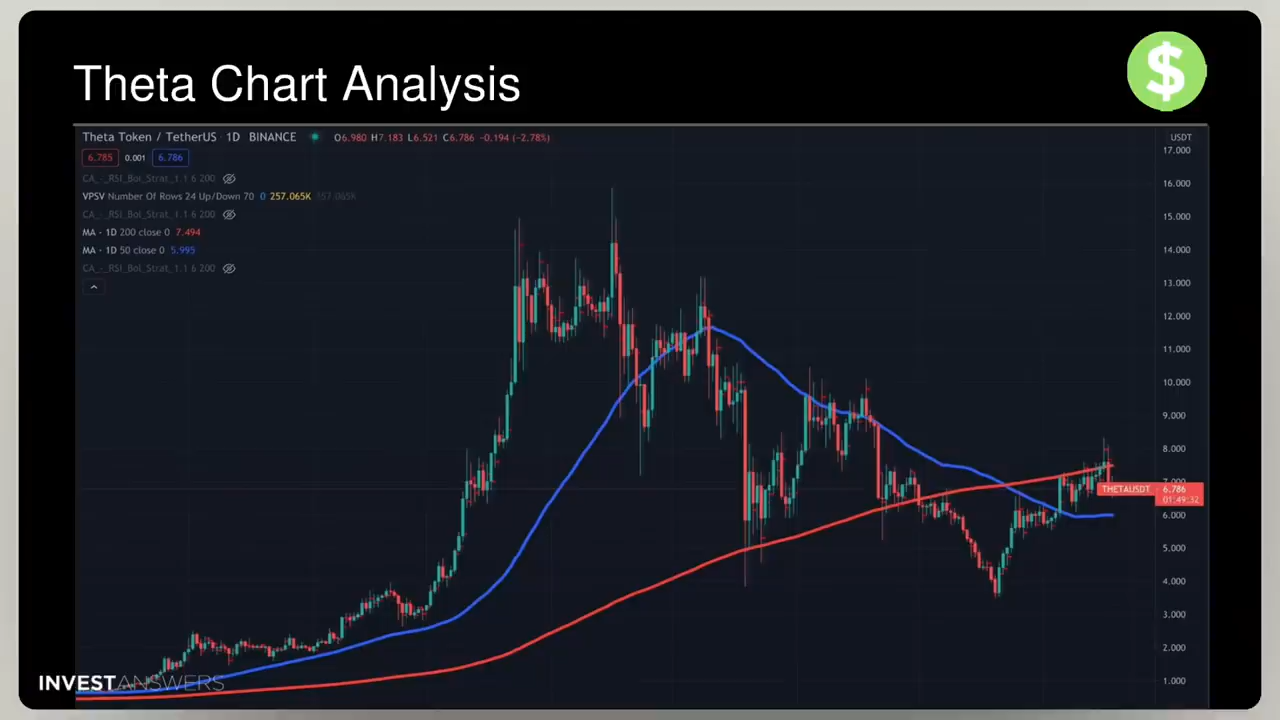 Theta Chart Analysis
$
Theta Token / TetherUS 1D BINANCE O6.980 H7.183 L6.521 C6.786 -0.194 (-2.78%)
6.785 0.001 6.786
CA_-_RSI_Bol_Strat_1.1 6 200
VPSV Number Of Rows 24 Up/Down 70 0 257.065K 257.065K
CA_-_RSI_Bol_Strat_1.1 6 200
MA - 1D 200 close 0 7.494
MA - 1D 50 close 0 5.995
CA_-_RSI_Bol_Strat_1.1 6 200
USDT
17.000
16.000
15.000
14.000
13.000
12.000
11.000
10.000
9.000
8.000
7.000
THETAUSDT 6.786
01:49:32
6.000
5.000
4.000
3.000
2.000
1.000
INVESTANSWERS